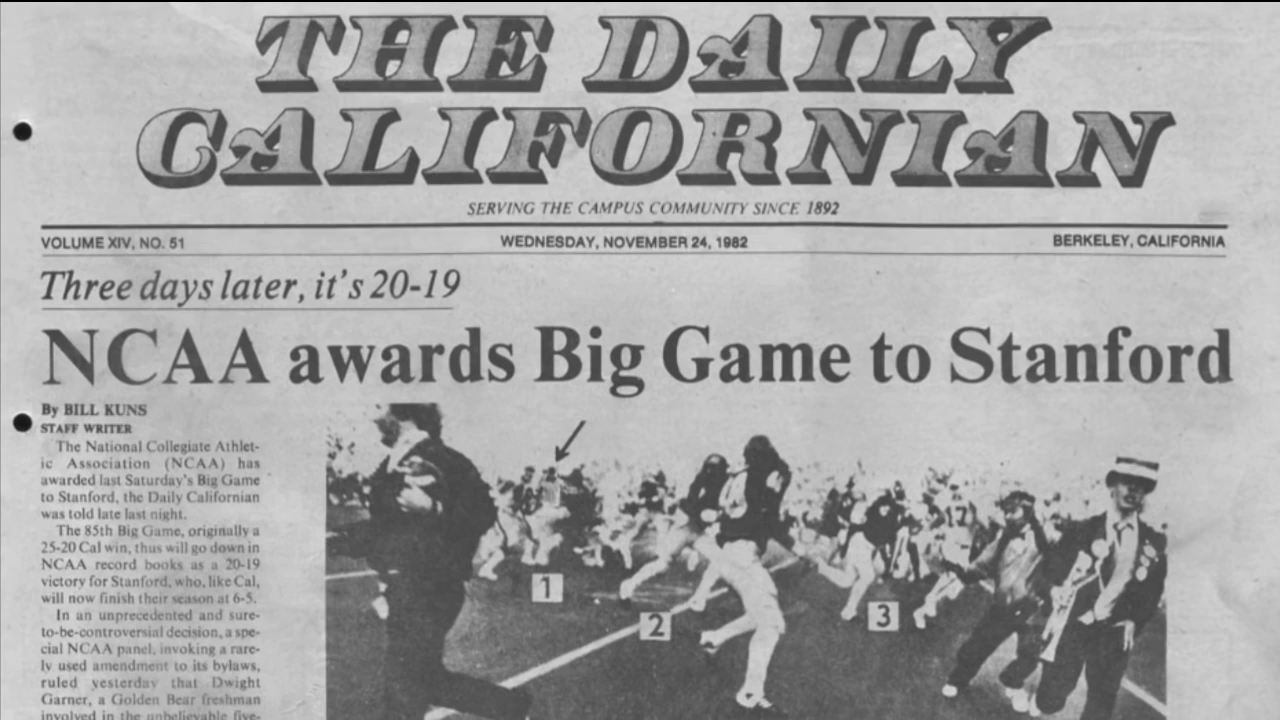 THE DAILY
CALIFORNIAN
SERVING THE CAMPUS COMMUNITY SINCE 1892
VOLUME XIV, NO. 51 WEDNESDAY, NOVEMBER 24, 1982 BERKELEY, CALIFORNIA
Three days later, it's 20-19
NCAA awards Big Game to Stanford
By BILL KUNS
STAFF WRITER
The National Collegiate Athlet-
ic Association (NCAA) has
awarded last Saturday's Big Game
to Stanford, the Daily Californian
was told late last night.
The 85th Big Game, originally a
25-20 Cal win, thus will go down in
NCAA record books as a 20-19
victory for Stanford, who, like Cal,
will now finish their season at 6-5.
In an unprecedented and sure-
to-be-controversial decision, a spe-
cial NCAA panel, invoking a rare-
ly used amendment to its bylaws,
ruled yesterday that Dwight
Garner, a Golden Bear freshman
involved in the unbelievable five-
1
2
3
17